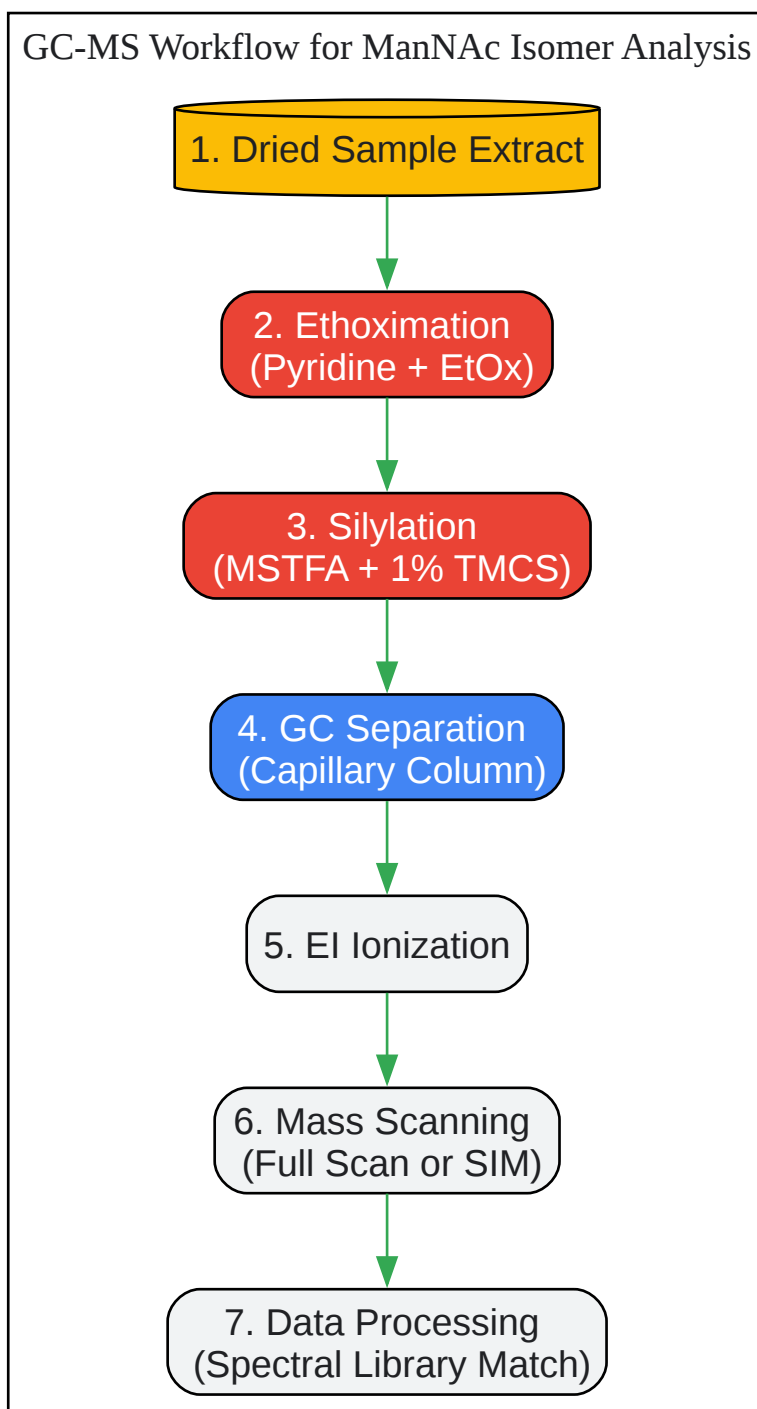 GC-MS Workflow for ManNAc Isomer Analysis
1. Dried Sample Extract
2. Ethoximation
(Pyridine + EtOx)
3. Silylation
(MSTFA + 1% TMCS)
4. GC Separation
(Capillary Column)
5. EI Ionization
6. Mass Scanning
(Full Scan or SIM)
7. Data Processing
(Spectral Library Match)